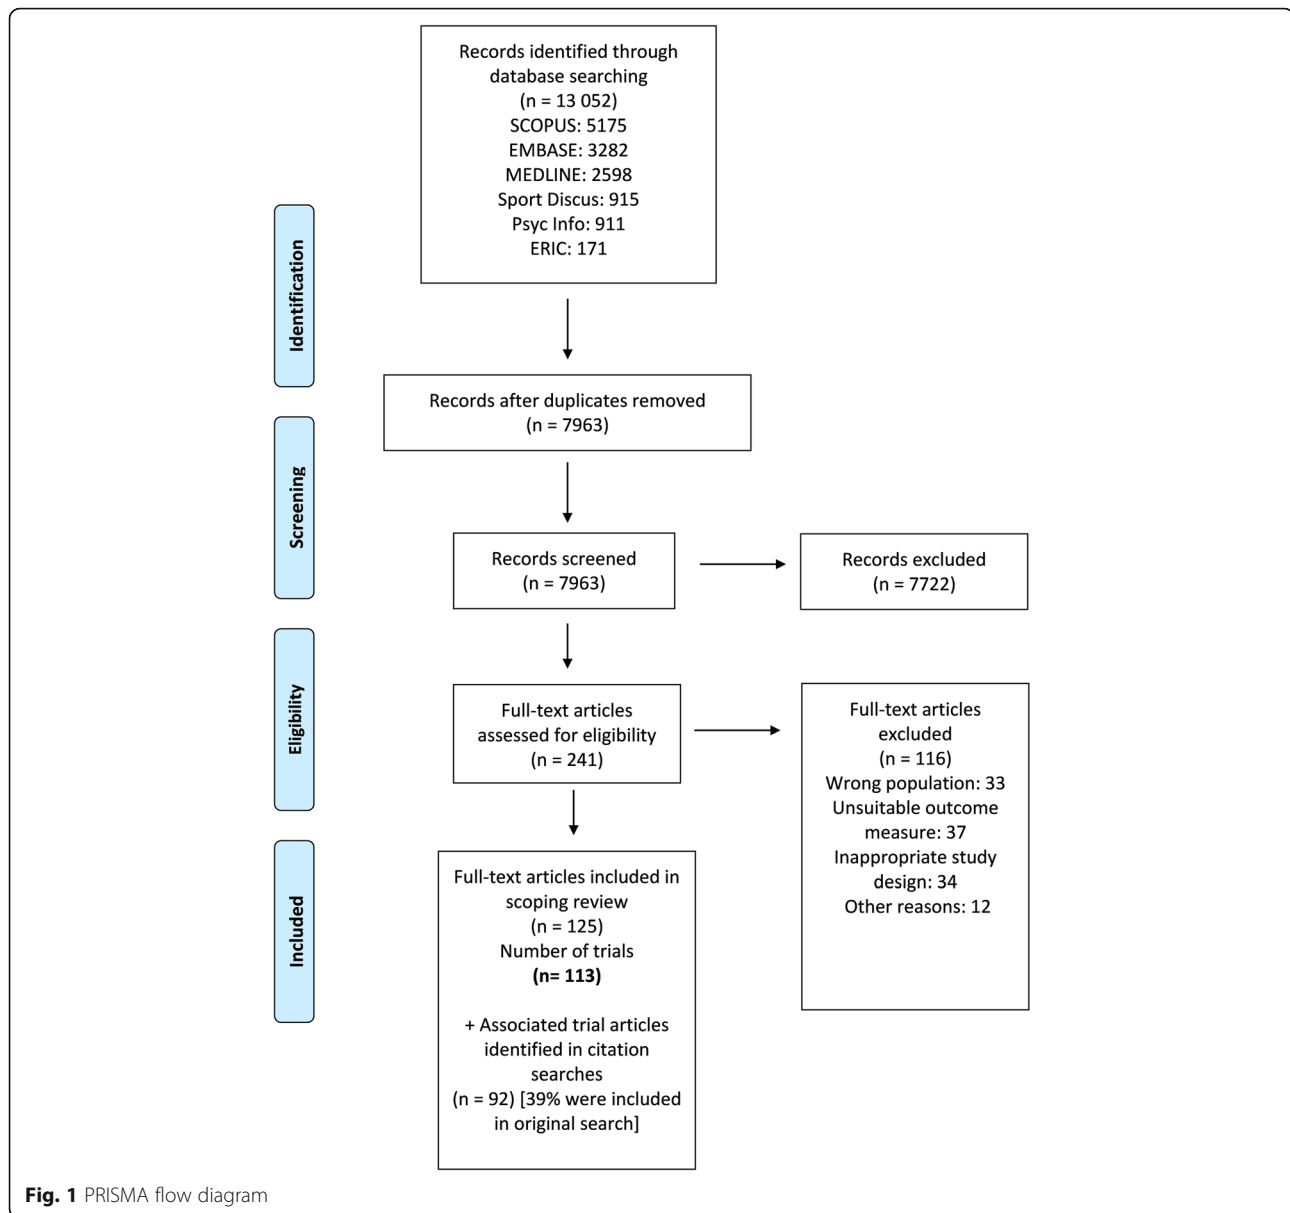 Records identified through
database searching
(n = 13 052)
SCOPUS: 5175
EMBASE: 3282
MEDLINE: 2598
Sport Discus: 915
Psyc Info: 911
ERIC: 171
Identification
Records after duplicates removed
(n = 7963)
Screening
Records screened
(n = 7963)
Records excluded
(n = 7722)
Eligibility
Full-text articles
assessed for eligibility
(n = 241)
Full-text articles
excluded
(n = 116)
Wrong population: 33
Unsuitable outcome
measure: 37
Inappropriate study
design: 34
Other reasons: 12
Included
Full-text articles included in
scoping review
(n = 125)
Number of trials
(n= 113)
+ Associated trial articles
identified in citation
searches
(n = 92) [39% were included
in original search]
Fig. 1 PRISMA flow diagram